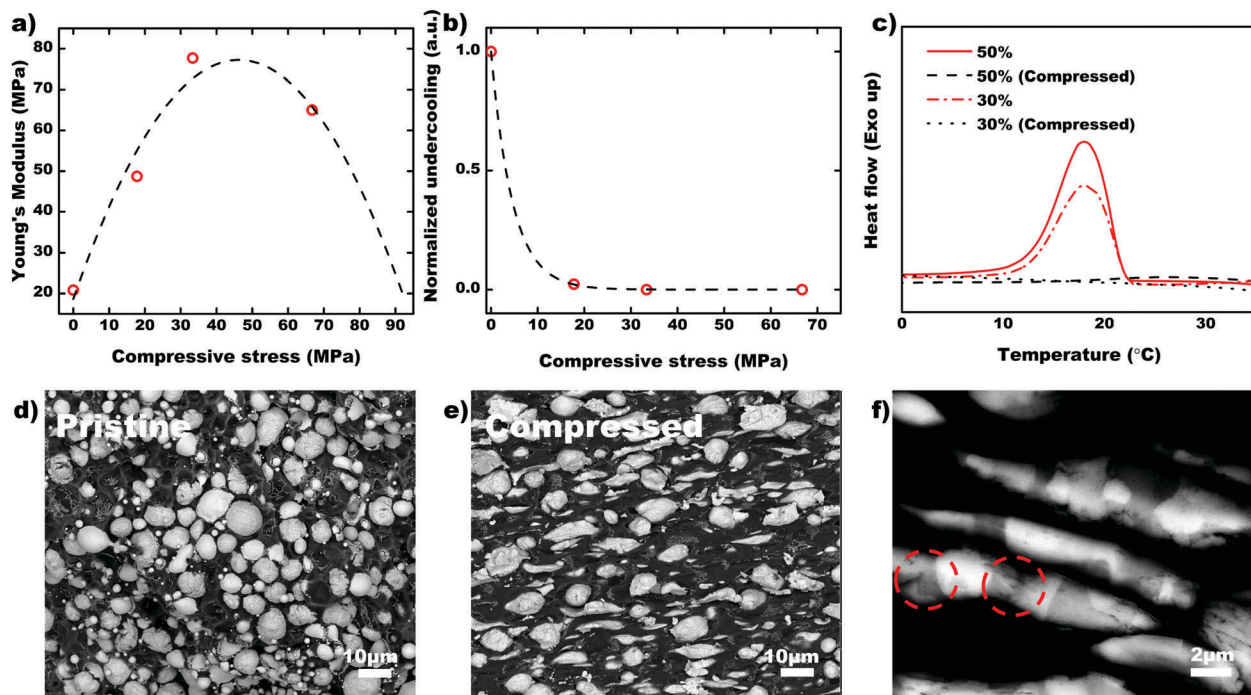 a)
Young's Modulus (MPa)
80
70
60
50
40
30
20
0 10 20 30 40 50 60 70 80 90
Compressive stress (MPa)
b)
Normalized undercooling (a.u.)
1.0
0.5
0.0
0 10 20 30 40 50 60 70
Compressive stress (MPa)
c)
Heat flow (Exo up)
50%
50% (Compressed)
30%
30% (Compressed)
0 20
Temperature (°C)
d)
Pristine
10μm
e)
Compressed
10μm
f)
2μm